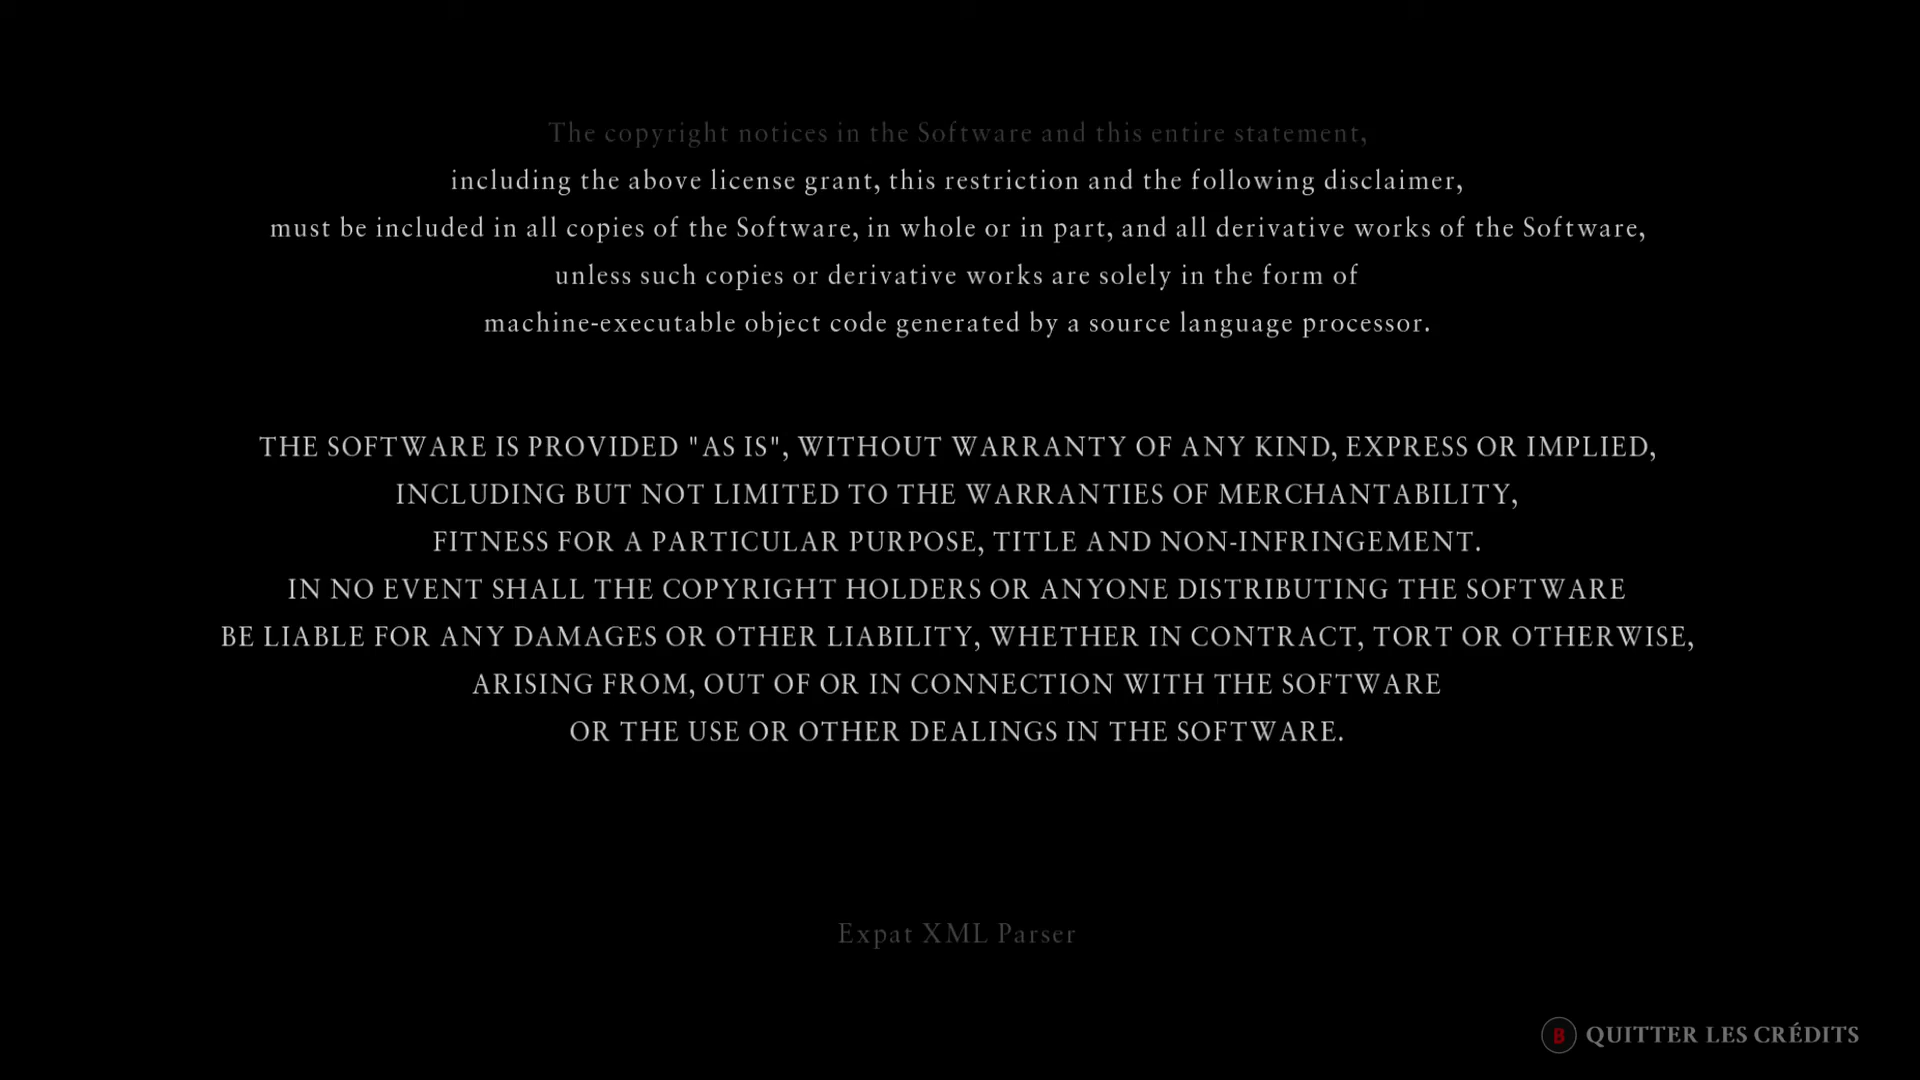 The copyright notices in the Software and this entire statement,
including the above license grant, this restriction and the following disclaimer,
must be included in all copies of the Software, in whole or in part, and all derivative works of the Software,
unless such copies or derivative works are solely in the form of
machine-executable object code generated by a source language processor.
THE SOFTWARE IS PROVIDED "AS IS", WITHOUT WARRANTY OF ANY KIND, EXPRESS OR IMPLIED,
INCLUDING BUT NOT LIMITED TO THE WARRANTIES OF MERCHANTABILITY,
FITNESS FOR A PARTICULAR PURPOSE, TITLE AND NON-INFRINGEMENT.
IN NO EVENT SHALL THE COPYRIGHT HOLDERS OR ANYONE DISTRIBUTING THE SOFTWARE
BE LIABLE FOR ANY DAMAGES OR OTHER LIABILITY, WHETHER IN CONTRACT, TORT OR OTHERWISE,
ARISING FROM, OUT OF OR IN CONNECTION WITH THE SOFTWARE
OR THE USE OR OTHER DEALINGS IN THE SOFTWARE.
Expat XML Parser
B QUITTER LES CRÉDITS